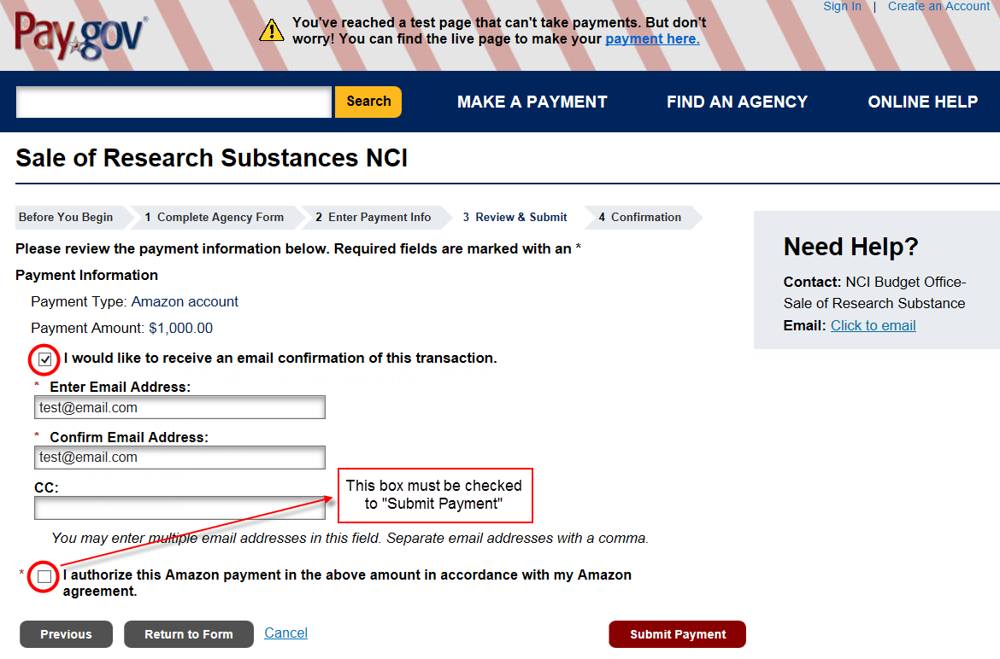 Pay.gov®
You've reached a test page that can't take payments. But don't
worry! You can find the live page to make your payment here.
Sign In | Create an Account
Search
MAKE A PAYMENT
FIND AN AGENCY
ONLINE HELP
Sale of Research Substances NCI
Before You Begin
1 Complete Agency Form
2 Enter Payment Info
3 Review & Submit
4 Confirmation
Please review the payment information below. Required fields are marked with an *
Payment Information
Payment Type: Amazon account
Payment Amount: $1,000.00
I would like to receive an email confirmation of this transaction.
* Enter Email Address:
test@email.com
* Confirm Email Address:
test@email.com
CC:
This box must be checked
to "Submit Payment"
You may enter multiple email addresses in this field. Separate email addresses with a comma.
* I authorize this Amazon payment in the above amount in accordance with my Amazon
agreement.
Previous
Return to Form
Cancel
Submit Payment
Need Help?
Contact: NCI Budget Office-
Sale of Research Substance
Email: Click to email